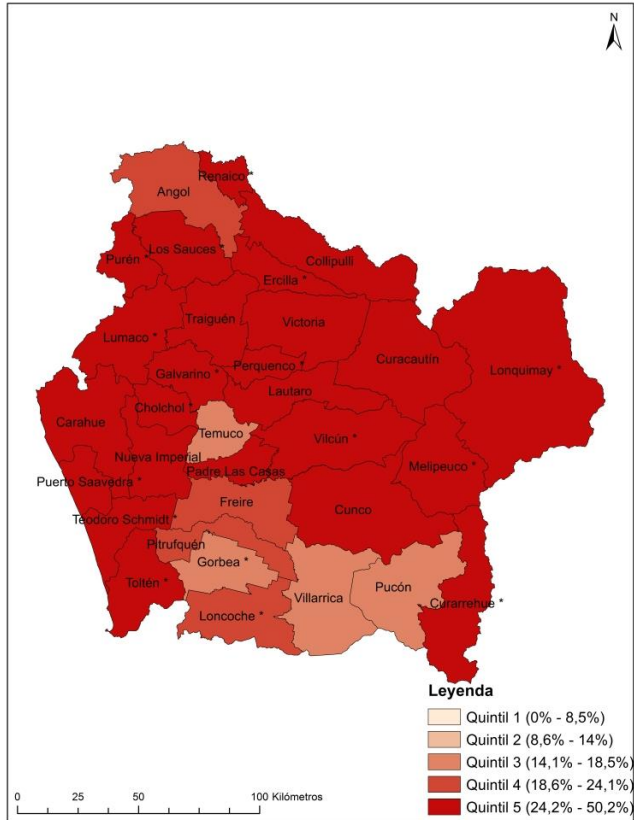 N
Renaico*
Angol
Los Sauces *
Purén *
Collipulli
Ercilla *
Traiguén
Victoria
Lumaco *
Curacautín
Lonquimay *
Perquenco *
Galvarino *
Lautaro
Cholchol *
Carahue
Temuco
Vilcún *
Nueva Imperial
Melipeuco *
Padre Las Casas
Puerto Saavedra *
Freire
Cunco
Teodoro Schmidt *
Pitrufquén
Gorbea *
Toltén *
Villarrica
Pucón
Curarrehue *
Loncoche *
Leyenda
Quintil 1 (0% - 8,5%)
Quintil 2 (8,6% - 14%)
Quintil 3 (14,1% - 18,5%)
Quintil 4 (18,6% - 24,1%)
Quintil 5 (24,2% - 50,2%)
0 25 50 100 Kilómetros